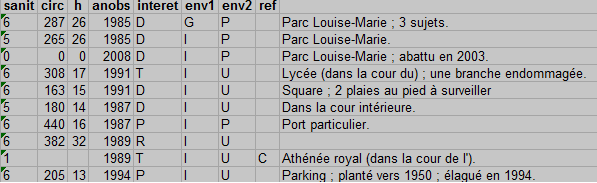 sanit circ h anobs interet env1 env2 ref
6 287 26 1985 D G P Parc Louise-Marie ; 3 sujets.
5 265 26 1985 D I P Parc Louise-Marie.
0 0 0 2008 D I P Parc Louise-Marie ; abattu en 2003.
6 308 17 1991 T I U Lycée (dans la cour du) ; une branche endommagée.
6 163 15 1991 D I U Square ; 2 plaies au pied à surveiller
5 180 14 1987 D I U Dans la cour intérieure.
6 440 16 1987 P I P Port particulier.
6 382 32 1989 R I U
1 1989 T I U C Athénée royal (dans la cour de l').
6 205 13 1994 P I U Parking ; planté vers 1950 ; élagué en 1994.